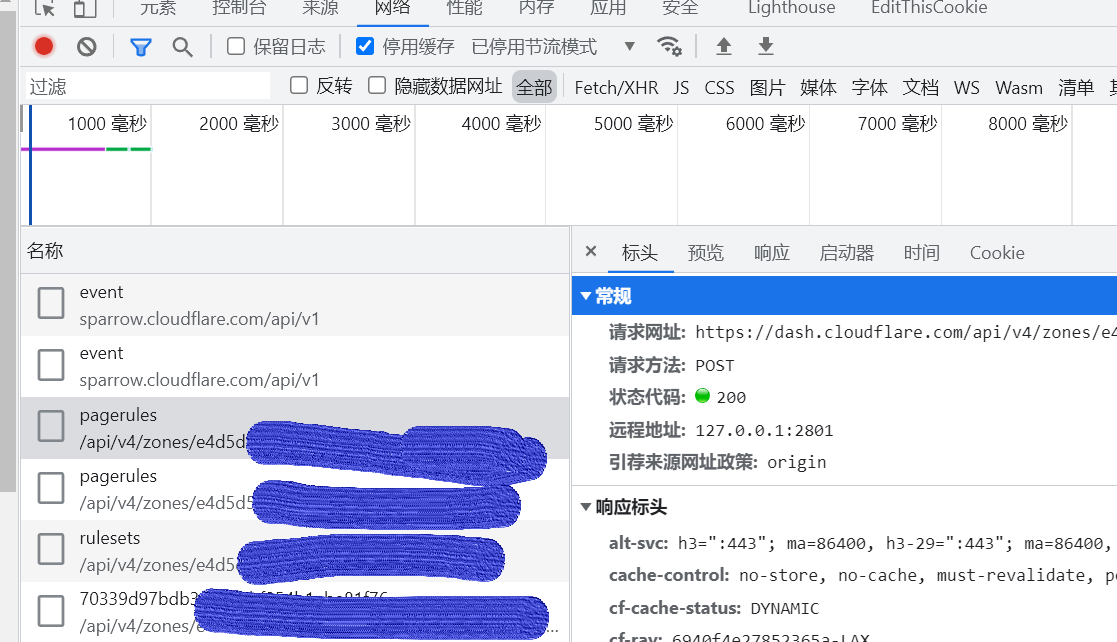 元素 控制台 来源 网络 性能 内存 应用 安全 Lighthouse EditThisCookie
保留日志 停用缓存 已停用节流模式
过滤 反转 隐藏数据网址 全部 Fetch/XHR JS CSS 图片 媒体 字体 文档 WS Wasm 清单
1000 毫秒 2000 毫秒 3000 毫秒 4000 毫秒 5000 毫秒 6000 毫秒 7000 毫秒 8000 毫秒
名称
event
sparrow.cloudflare.com/api/v1
event
sparrow.cloudflare.com/api/v1
pagerules
/api/v4/zones/e4d5d
pagerules
/api/v4/zones/e4d5d5
rulesets
/api/v4/zones/e4d5d
70339d97bdb3
/api/v4/zones/e
...
× 标头 预览 响应 启动器 时间 Cookie
常规
请求网址: https://dash.cloudflare.com/api/v4/zones/e4
请求方法: POST
状态代码: 200
远程地址: 127.0.0.1:2801
引荐来源网址政策: origin
响应标头
alt-svc: h3=":443"; ma=86400, h3-29=":443"; ma=86400,
cache-control: no-store, no-cache, must-revalidate,
cf-cache-status: DYNAMIC
cf-ray: 6940f4e27852365a-LAX